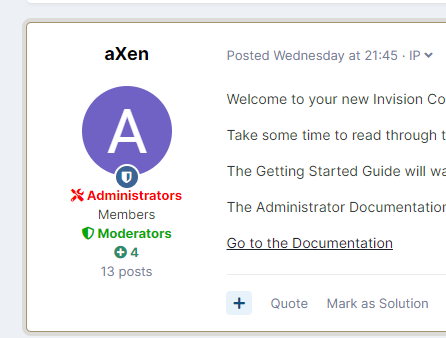 aXen
A
Administrators
Members
Moderators
4
13 posts
Posted Wednesday at 21:45 · IP
Welcome to your new Invision Co
Take some time to read through t
The Getting Started Guide will wa
The Administrator Documentation
Go to the Documentation
+ Quote Mark as Solution